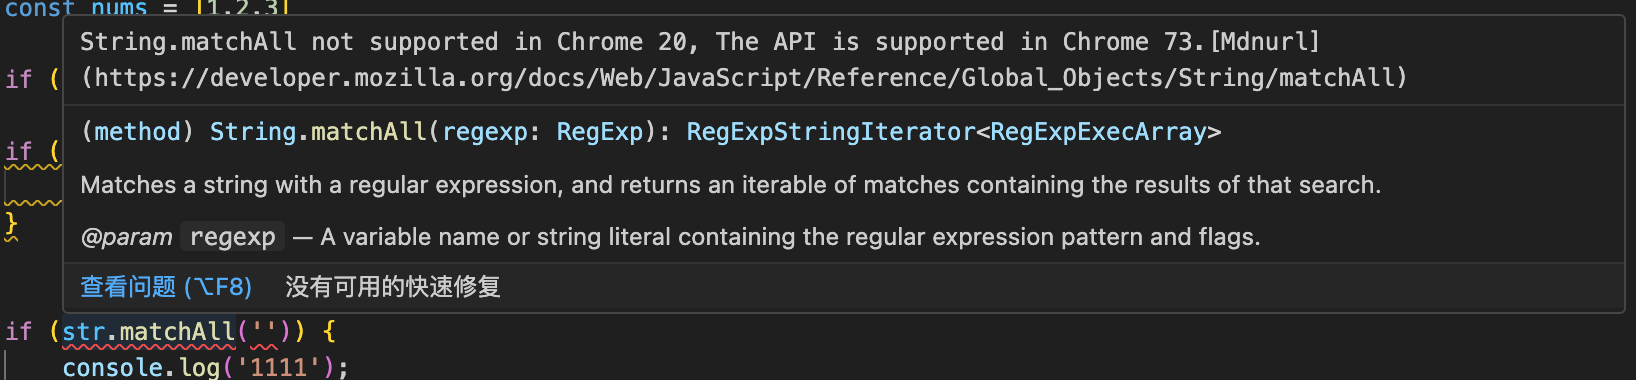 const nums = [1,2,3]
String.matchAll not supported in Chrome 20, The API is supported in Chrome 73.[Mdnurl]
(https://developer.mozilla.org/docs/Web/JavaScript/Reference/Global_Objects/String/matchAll)
if (
(method) String.matchAll(regexp: RegExp): RegExpStringIterator<RegExpExecArray>
if (
Matches a string with a regular expression, and returns an iterable of matches containing the results of that search.
}
@param regexp — A variable name or string literal containing the regular expression pattern and flags.
查看问题 (⌥F8) 没有可用的快速修复
if (str.matchAll('')) {
console.log('1111');